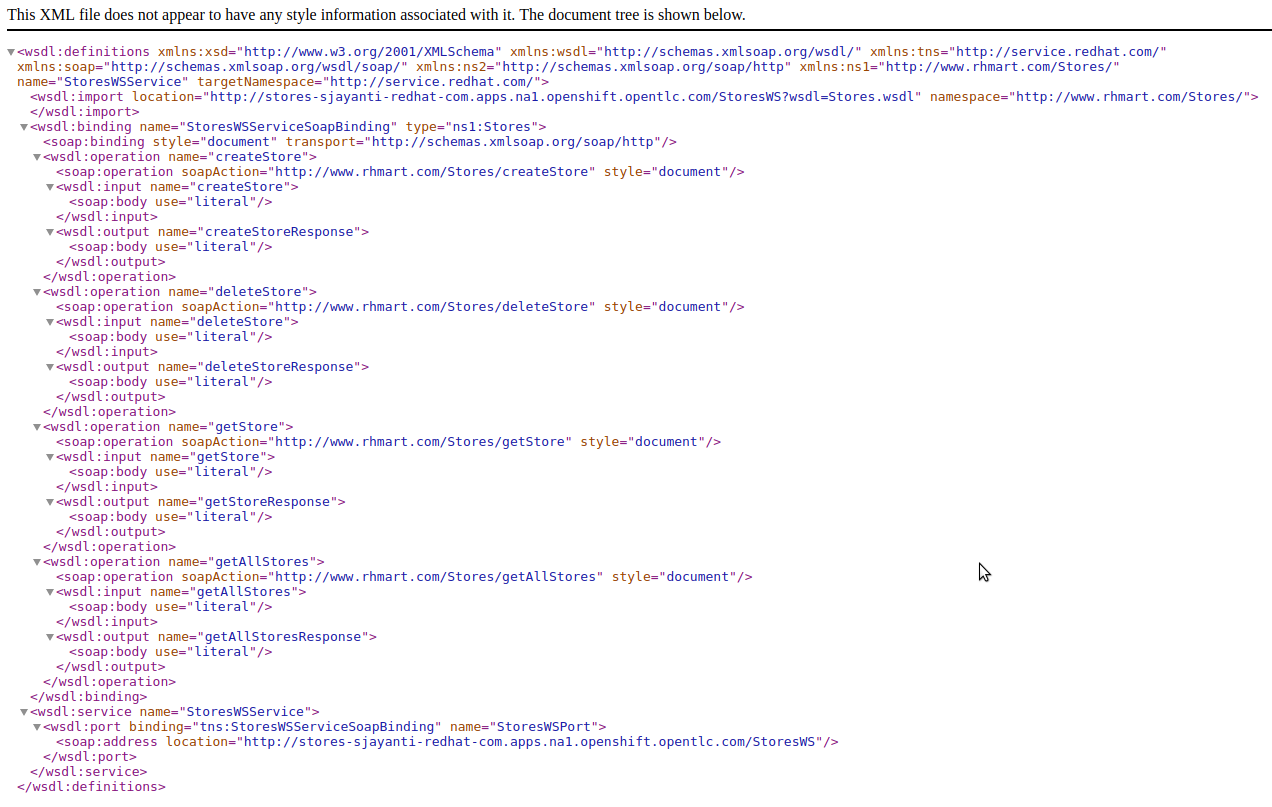 This XML file does not appear to have any style information associated with it. The document tree is shown below.
<wsdl:definitions xmlns:xsd="http://www.w3.org/2001/XMLSchema" xmlns:wsdl="http://schemas.xmlsoap.org/wsdl/" xmlns:tns="http://service.redhat.com/"
xmlns:soap="http://schemas.xmlsoap.org/wsdl/soap/" xmlns:ns2="http://schemas.xmlsoap.org/soap/http" xmlns:ns1="http://www.rhmart.com/Stores/"
name="StoresWSService" targetNamespace="http://service.redhat.com/">
<wsdl:import location="http://stores-sjayanti-redhat-com.apps.na1.openshift.opentlc.com/StoresWS?wsdl=Stores.wsdl" namespace="http://www.rhmart.com/Stores/">
</wsdl:import>
<wsdl:binding name="StoresWSServiceSoapBinding" type="ns1:Stores">
<soap:binding style="document" transport="http://schemas.xmlsoap.org/soap/http"/>
<wsdl:operation name="createStore">
<soap:operation soapAction="http://www.rhmart.com/Stores/createStore" style="document"/>
<wsdl:input name="createStore">
<soap:body use="literal"/>
</wsdl:input>
<wsdl:output name="createStoreResponse">
<soap:body use="literal"/>
</wsdl:output>
</wsdl:operation>
<wsdl:operation name="deleteStore">
<soap:operation soapAction="http://www.rhmart.com/Stores/deleteStore" style="document"/>
<wsdl:input name="deleteStore">
<soap:body use="literal"/>
</wsdl:input>
<wsdl:output name="deleteStoreResponse">
<soap:body use="literal"/>
</wsdl:output>
</wsdl:operation>
<wsdl:operation name="getStore">
<soap:operation soapAction="http://www.rhmart.com/Stores/getStore" style="document"/>
<wsdl:input name="getStore">
<soap:body use="literal"/>
</wsdl:input>
<wsdl:output name="getStoreResponse">
<soap:body use="literal"/>
</wsdl:output>
</wsdl:operation>
<wsdl:operation name="getAllStores">
<soap:operation soapAction="http://www.rhmart.com/Stores/getAllStores" style="document"/>
<wsdl:input name="getAllStores">
<soap:body use="literal"/>
</wsdl:input>
<wsdl:output name="getAllStoresResponse">
<soap:body use="literal"/>
</wsdl:output>
</wsdl:operation>
</wsdl:binding>
<wsdl:service name="StoresWSService">
<wsdl:port binding="tns:StoresWSServiceSoapBinding" name="StoresWSPort">
<soap:address location="http://stores-sjayanti-redhat-com.apps.na1.openshift.opentlc.com/StoresWS"/>
</wsdl:port>
</wsdl:service>
</wsdl:definitions>